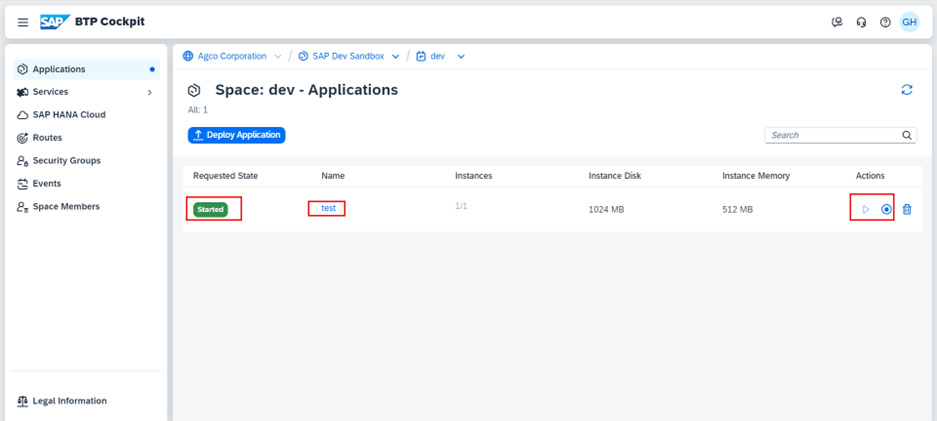 SAP BTP Cockpit
GH
Applications
Services
SAP HANA Cloud
Routes
Security Groups
Events
Space Members
Legal Information
Agco Corporation / SAP Dev Sandbox / dev
Space: dev - Applications
All: 1
Deploy Application
Search
Requested State Name Instances Instance Disk Instance Memory Actions
Started test 1/1 1024 MB 512 MB